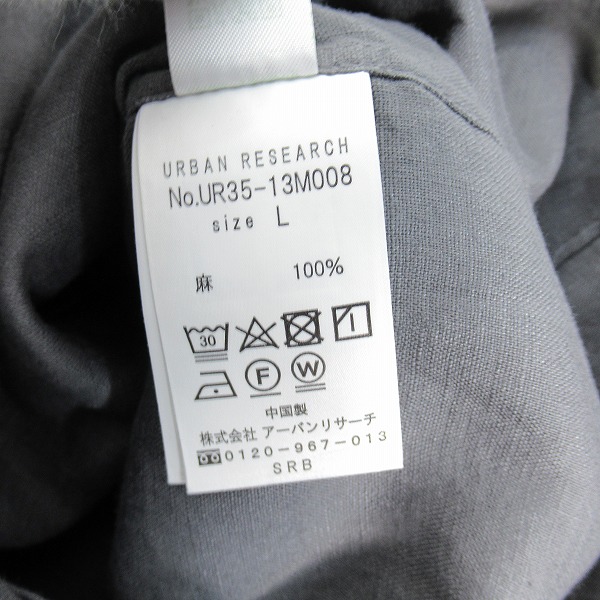 URBAN RESEARCH
No.UR35-13M008
size L
麻 100%
30
F W
中国製
株式会社 アーバンリサーチ
0120-967-013
SRB